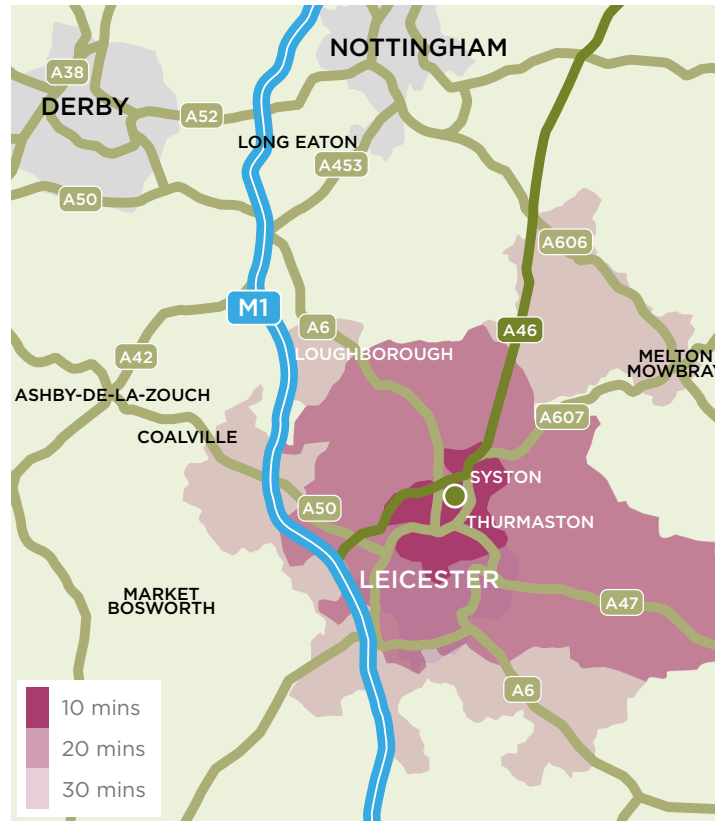 NOTTINGHAM
A38
DERBY
A52
LONG EATON
A453
A50
A606
M1
A6
A46
A42
LOUGHBOROUGH
MELTON
MOWBRAY
ASHBY-DE-LA-ZOUCH
A607
COALVILLE
SYSTON
A50
THURMASTON
LEICESTER
MARKET
BOSWORTH
A47
A6
10 mins
20 mins
30 mins